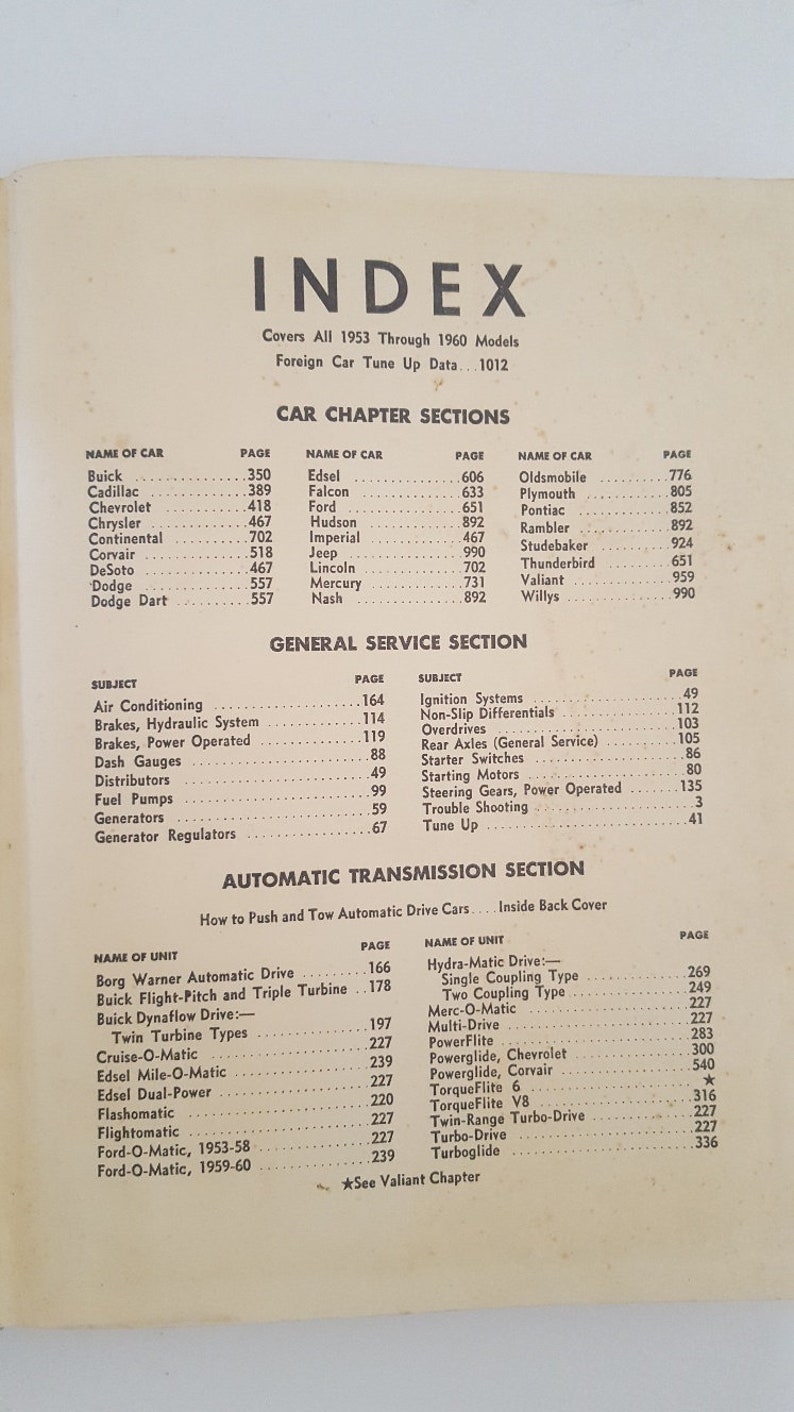 INDEX
Covers All 1953 Through 1960 Models
Foreign Car Tune Up Data...1012
CAR CHAPTER SECTIONS
NAME OF CAR PAGE
Buick ..............350
Cadillac .............389
Chevrolet ...........418
Chrysler ............467
Continental .........702
Corvair .............518
DeSoto .............467
Dodge .............557
Dodge Dart .........557
NAME OF CAR PAGE
Edsel ..............606
Falcon .............633
Ford ..............651
Hudson ............892
Imperial ...........467
Jeep ..............990
Lincoln ............702
Mercury ............731
Nash ..............892
NAME OF CAR PAGE
Oldsmobile .........776
Plymouth ..........805
Pontiac ...........852
Rambler ...........892
Studebaker .........924
Thunderbird ........651
Valiant ............959
Willys .............990
GENERAL SERVICE SECTION
SUBJECT PAGE
Air Conditioning ...................164
Brakes, Hydraulic System ............114
Brakes, Power Operated .............119
Dash Gauges .....................88
Distributors .......................49
Fuel Pumps .......................99
Generators .......................59
Generator Regulators ...............67
SUBJECT PAGE
Ignition Systems ....................49
Non-Slip Differentials ..............112
Overdrives .......................103
Rear Axles (General Service) .........105
Starter Switches ...................86
Starting Motors ....................80
Steering Gears, Power Operated .......135
Trouble Shooting ....................3
Tune Up .........................41
AUTOMATIC TRANSMISSION SECTION
How to Push and Tow Automatic Drive Cars....Inside Back Cover
NAME OF UNIT PAGE
Borg Warner Automatic Drive .........166
Buick Flight-Pitch and Triple Turbine ..178
Buick Dynaflow Drive:—
Twin Turbine Types ..............197
Cruise-O-Matic ....................227
Edsel Mile-O-Matic .................239
Edsel Dual-Power ..................227
Flashomatic ......................220
Flightomatic ......................227
Ford-O-Matic, 1953-58 ..............227
Ford-O-Matic, 1959-60 ..............239
NAME OF UNIT PAGE
Hydra-Matic Drive:—
Single Coupling Type .............269
Two Coupling Type ...............249
Merc-O-Matic ....................227
Multi-Drive ......................227
PowerFlite .......................283
Powerglide, Chevrolet ..............300
Powerglide, Corvair ................540
TorqueFlite 6 ......................★
TorqueFlite V8 ...................316
Twin-Range Turbo-Drive .............227
Turbo-Drive ......................227
Turboglide .......................336
★See Valiant Chapter